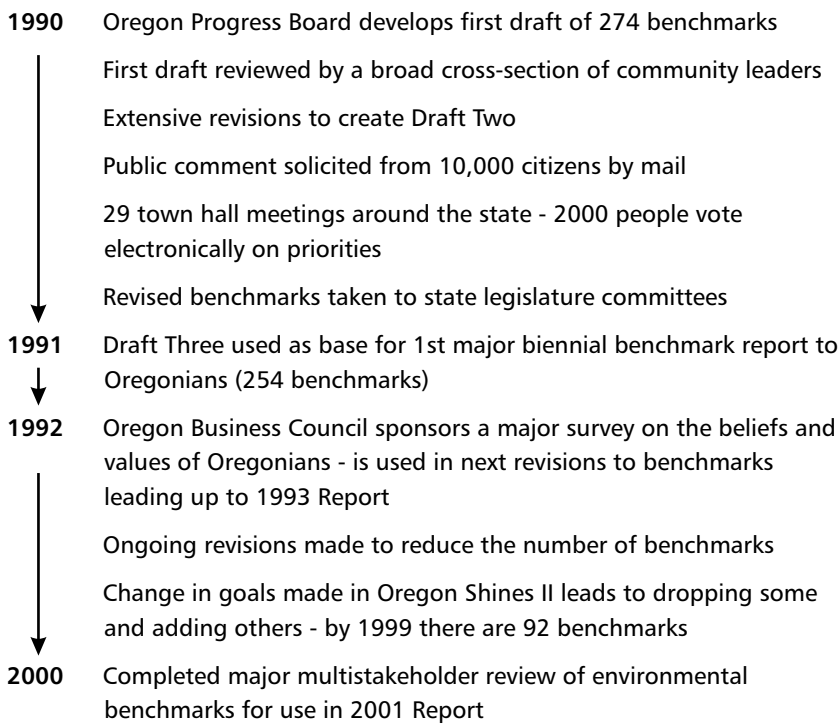 1990 Oregon Progress Board develops first draft of 274 benchmarks
First draft reviewed by a broad cross-section of community leaders
Extensive revisions to create Draft Two
Public comment solicited from 10,000 citizens by mail
29 town hall meetings around the state - 2000 people vote
electronically on priorities
Revised benchmarks taken to state legislature committees
1991 Draft Three used as base for 1st major biennial benchmark report to
Oregonians (254 benchmarks)
1992 Oregon Business Council sponsors a major survey on the beliefs and
values of Oregonians - is used in next revisions to benchmarks
leading up to 1993 Report
Ongoing revisions made to reduce the number of benchmarks
Change in goals made in Oregon Shines II leads to dropping some
and adding others - by 1999 there are 92 benchmarks
2000 Completed major multistakeholder review of environmental
benchmarks for use in 2001 Report